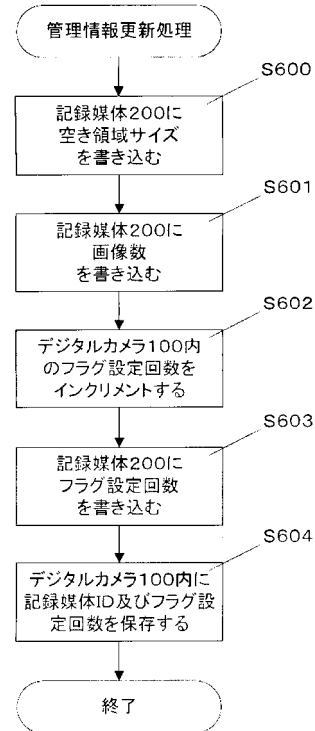 管理情報更新処理
S600
記録媒体200に
空き領域サイズ
を書き込む
S601
記録媒体200に
画像数
を書き込む
S602
デジタルカメラ100内
のフラグ設定回数を
インクリメントする
S603
記録媒体200に
フラグ設定回数
を書き込む
S604
デジタルカメラ100内に
記録媒体ID及びフラグ設
定回数を保存する
終了